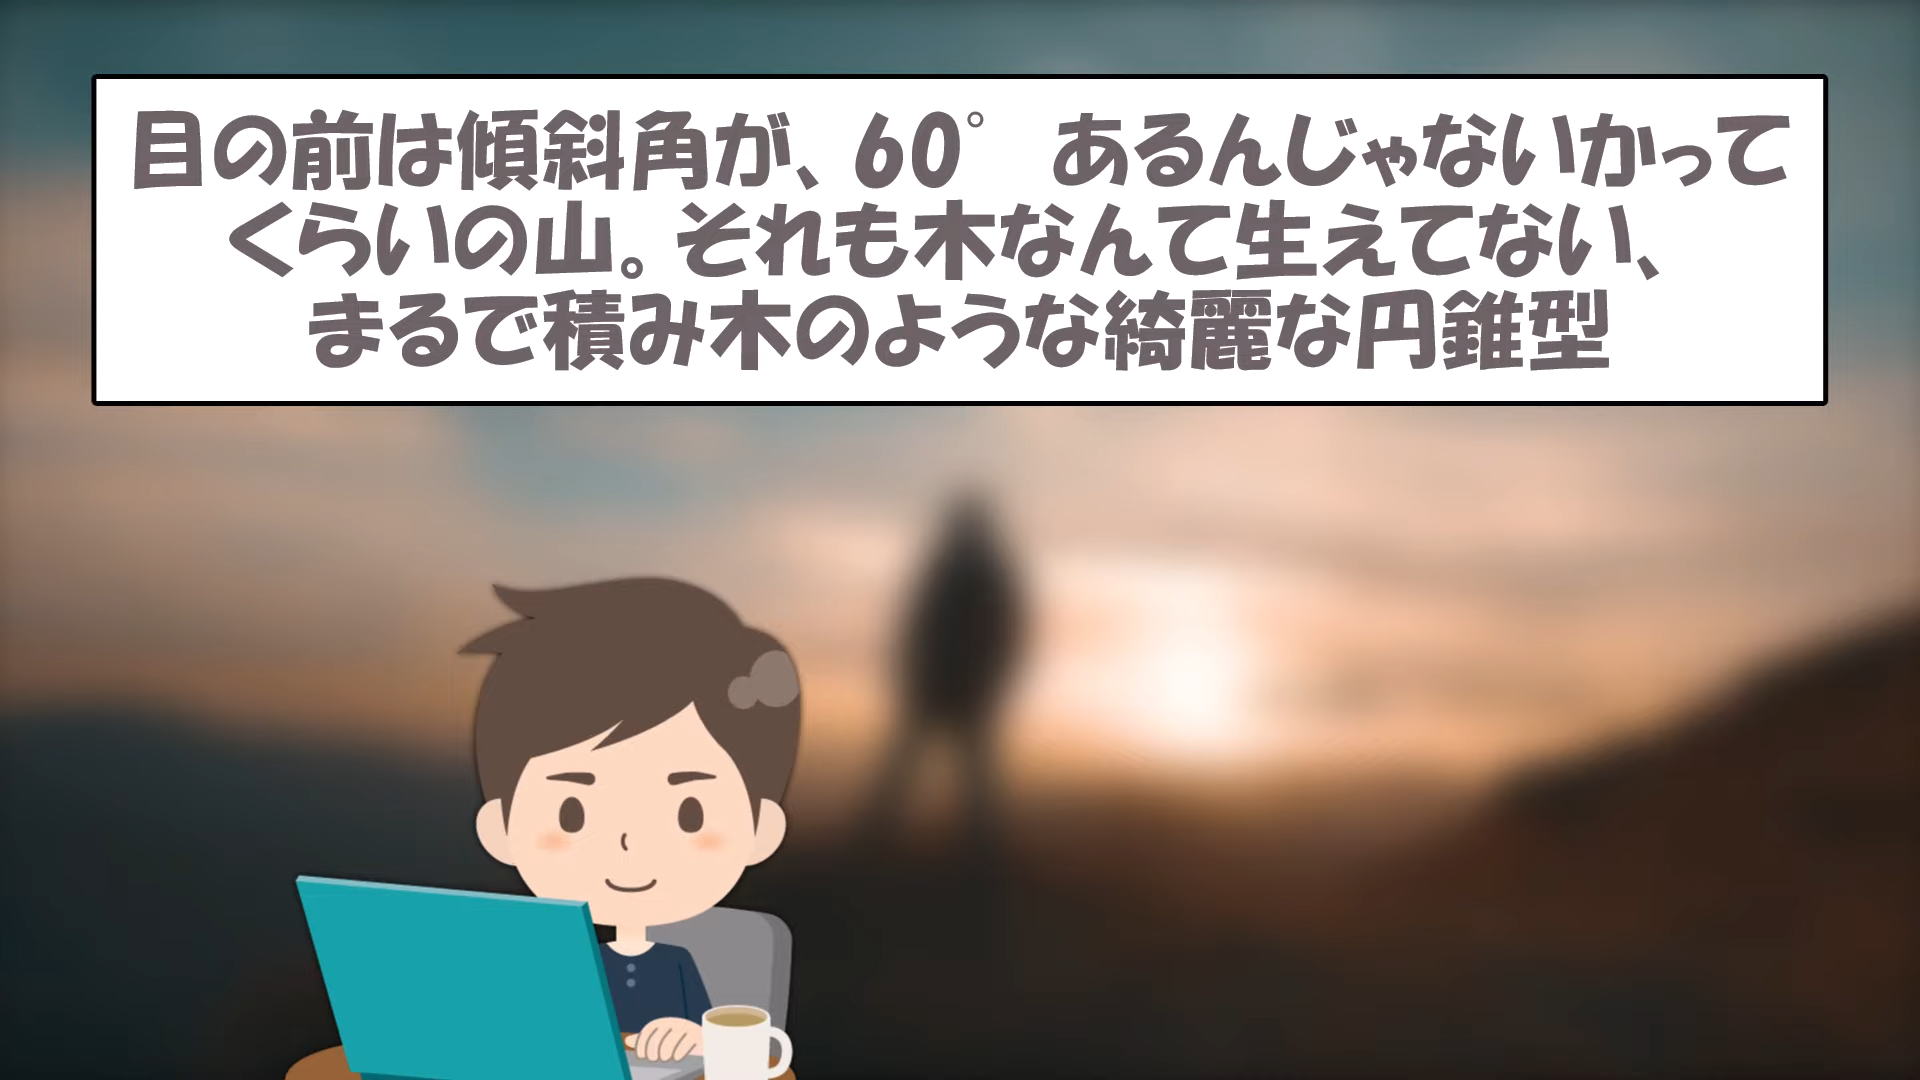 目の前は傾斜角が、60° あるんじゃないかって
くらいの山。それも木なんて生えてない、
まるで積み木のような綺麗な円錐型